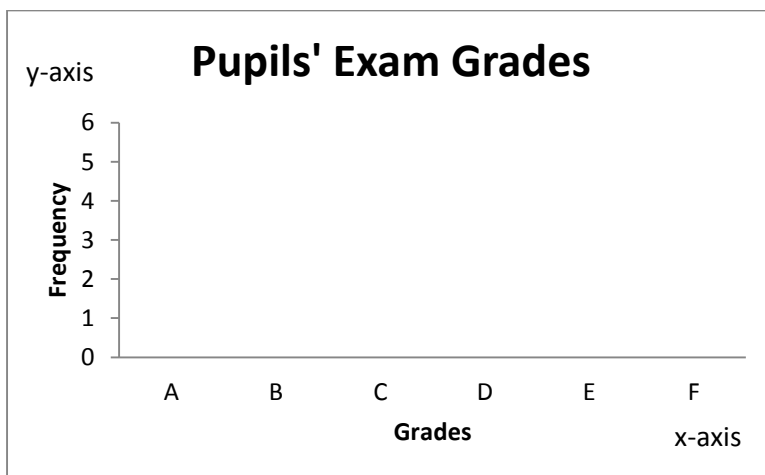 Pupils' Exam Grades
y-axis
6
5
4
3
2
1
0
Frequency
A B C D E F
Grades
x-axis